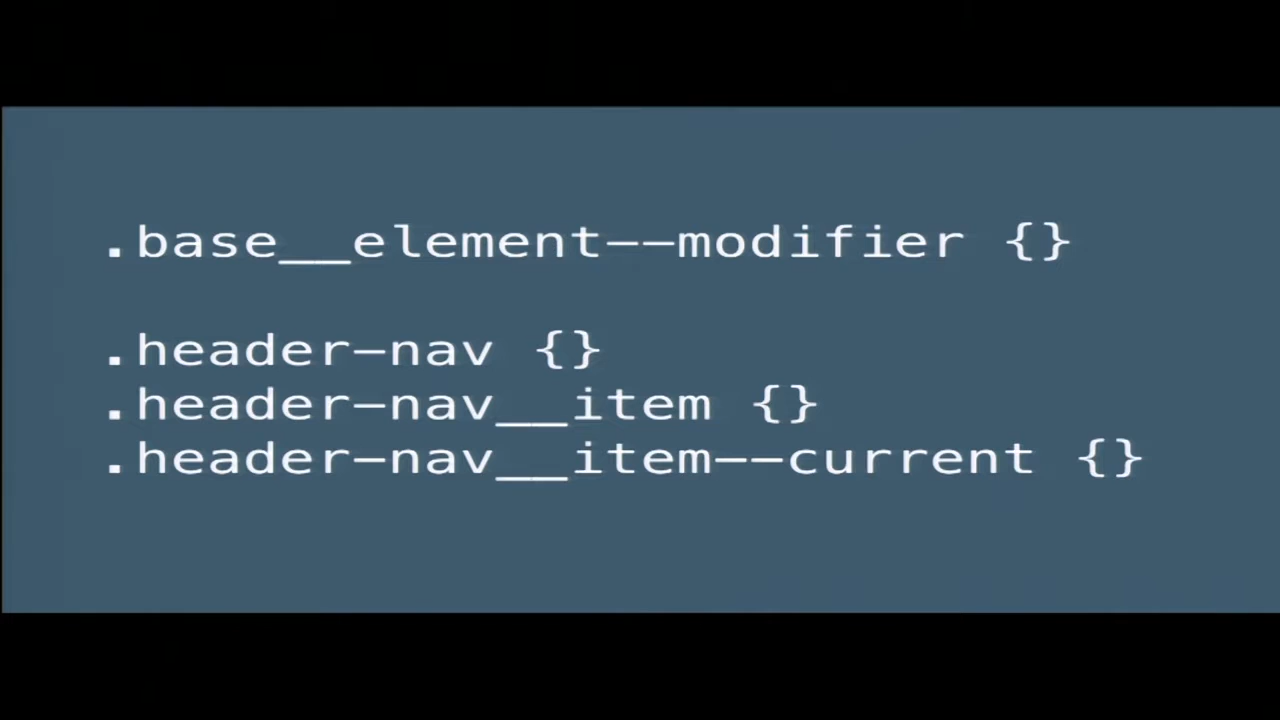 .base__element--modifier {}
.header-nav {}
.header-nav__item {}
.header-nav__item--current {}